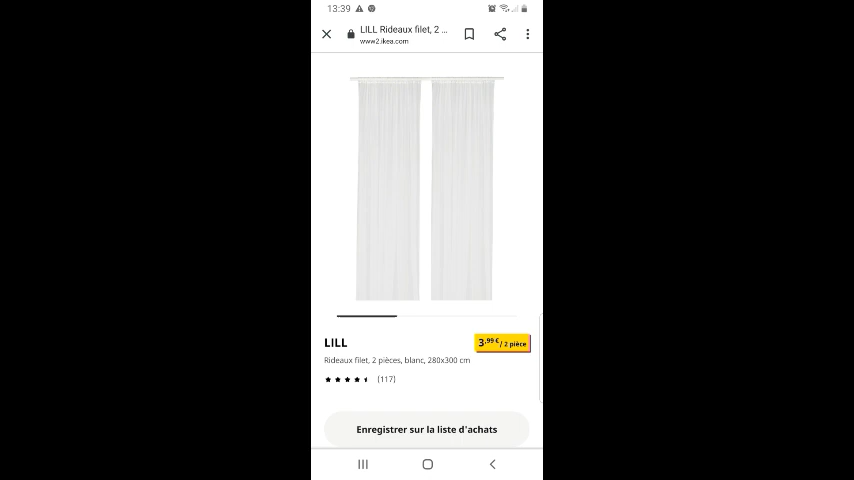 13:39
LILL Rideaux filet, 2 ...
www2.ikea.com
LILL
3,99 € / 2 pièce
Rideaux filet, 2 pièces, blanc, 280x300 cm
(117)
Enregistrer sur la liste d'achats